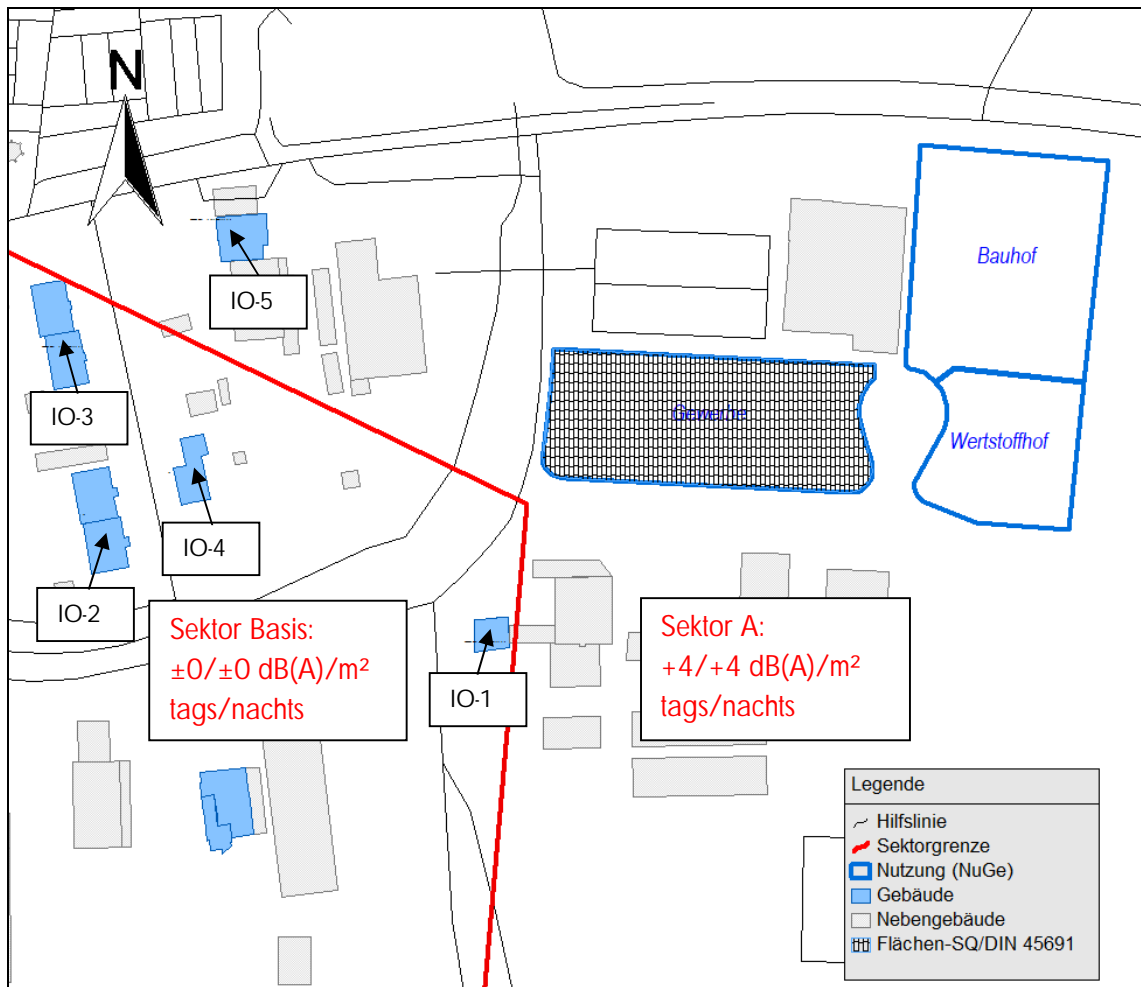 N
Bauhof
IO-5
Gewerbe
IO-3
Wertstoffhof
IO-4
IO-2
Sektor Basis:
±0/±0 dB(A)/m²
tags/nachts
Sektor A:
+4/+4 dB(A)/m²
tags/nachts
IO-1
Legende
Hilfslinie
Sektorgrenze
Nutzung (NuGe)
Gebäude
Nebengebäude
Flächen-SQ/DIN 45691